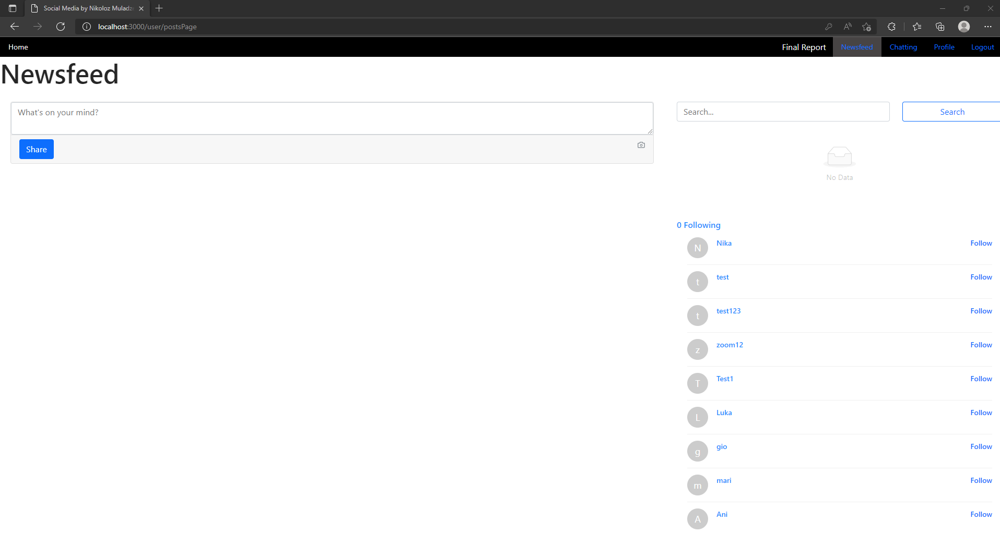 Social Media by Nikoloz Muladze
localhost:3000/user/postsPage
Home
Final Report
Newsfeed
Chatting
Profile
Logout
Newsfeed
What's on your mind?
Share
Search...
Search
No Data
0 Following
N
Nika
Follow
t
test
Follow
t
test123
Follow
z
zoom12
Follow
T
Test1
Follow
L
Luka
Follow
g
gio
Follow
m
mari
Follow
A
Ani
Follow